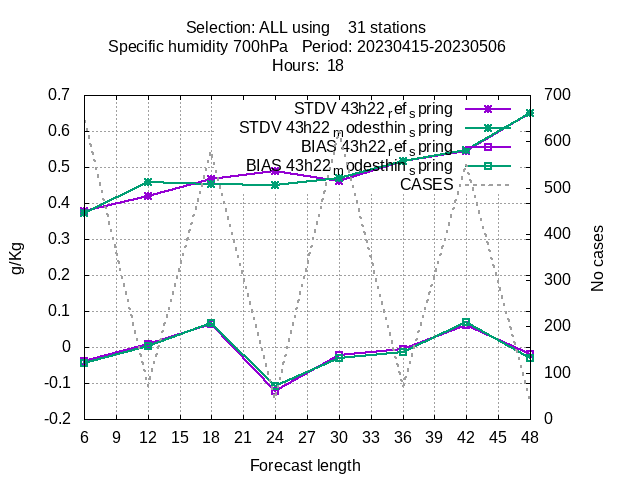 Selection: ALL using 31 stations
Specific humidity 700hPa Period: 20230415-20230506
Hours: 18
0.7
0.6
0.5
0.4
0.3
0.2
0.1
0
-0.1
-0.2
g/Kg
STDV 43h22_ref_spring
STDV 43h22_modesthin_spring
BIAS 43h22_ref_spring
BIAS 43h22_modesthin_spring
CASES
700
600
500
400
300
200
100
0
No cases
6 9 12 15 18 21 24 27 30 33 36 39 42 45 48
Forecast length